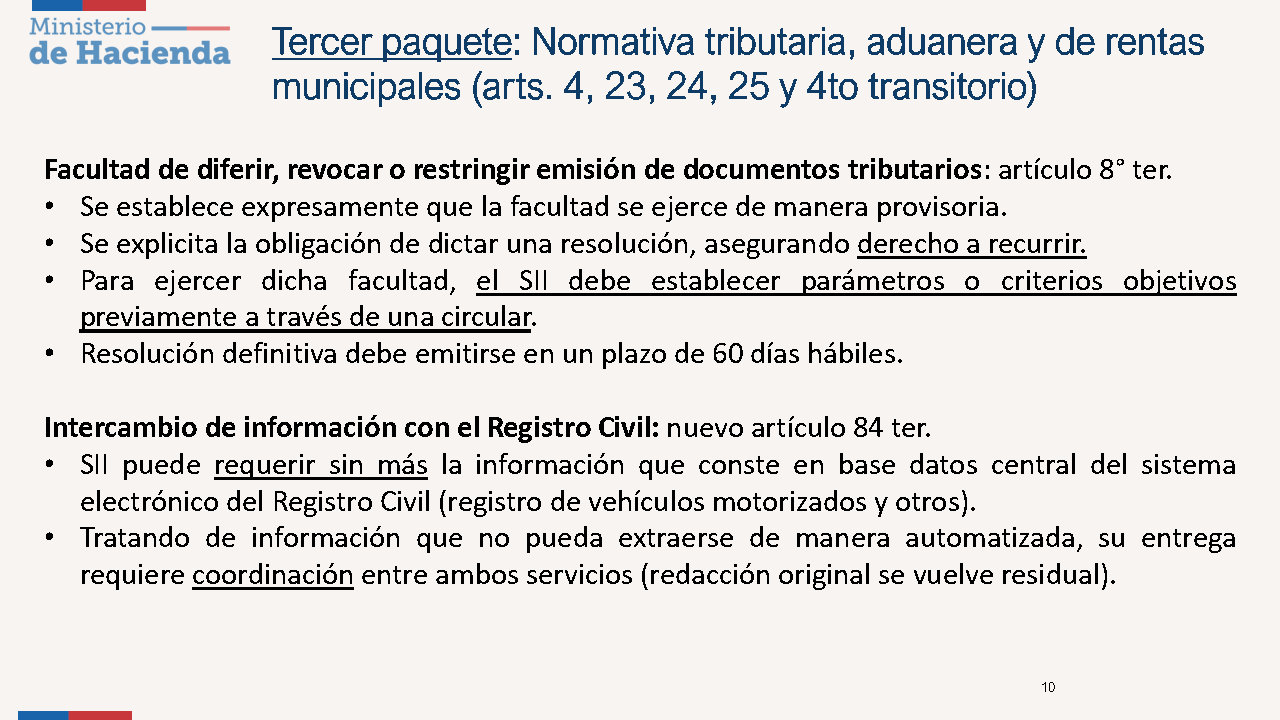 Ministerio
de Hacienda
Tercer paquete: Normativa tributaria, aduanera y de rentas
municipales (arts. 4, 23, 24, 25 y 4to transitorio)
Facultad de diferir, revocar o restringir emisión de documentos tributarios: artículo 8° ter.
• Se establece expresamente que la facultad se ejerce de manera provisoria.
• Se explicita la obligación de dictar una resolución, asegurando derecho a recurrir.
• Para ejercer dicha facultad, el SII debe establecer parámetros o criterios objetivos
previamente a través de una circular.
• Resolución definitiva debe emitirse en un plazo de 60 días hábiles.
Intercambio de información con el Registro Civil: nuevo artículo 84 ter.
• SII puede requerir sin más la información que conste en base datos central del sistema
electrónico del Registro Civil (registro de vehículos motorizados y otros).
• Tratando de información que no pueda extraerse de manera automatizada, su entrega
requiere coordinación entre ambos servicios (redacción original se vuelve residual).
10